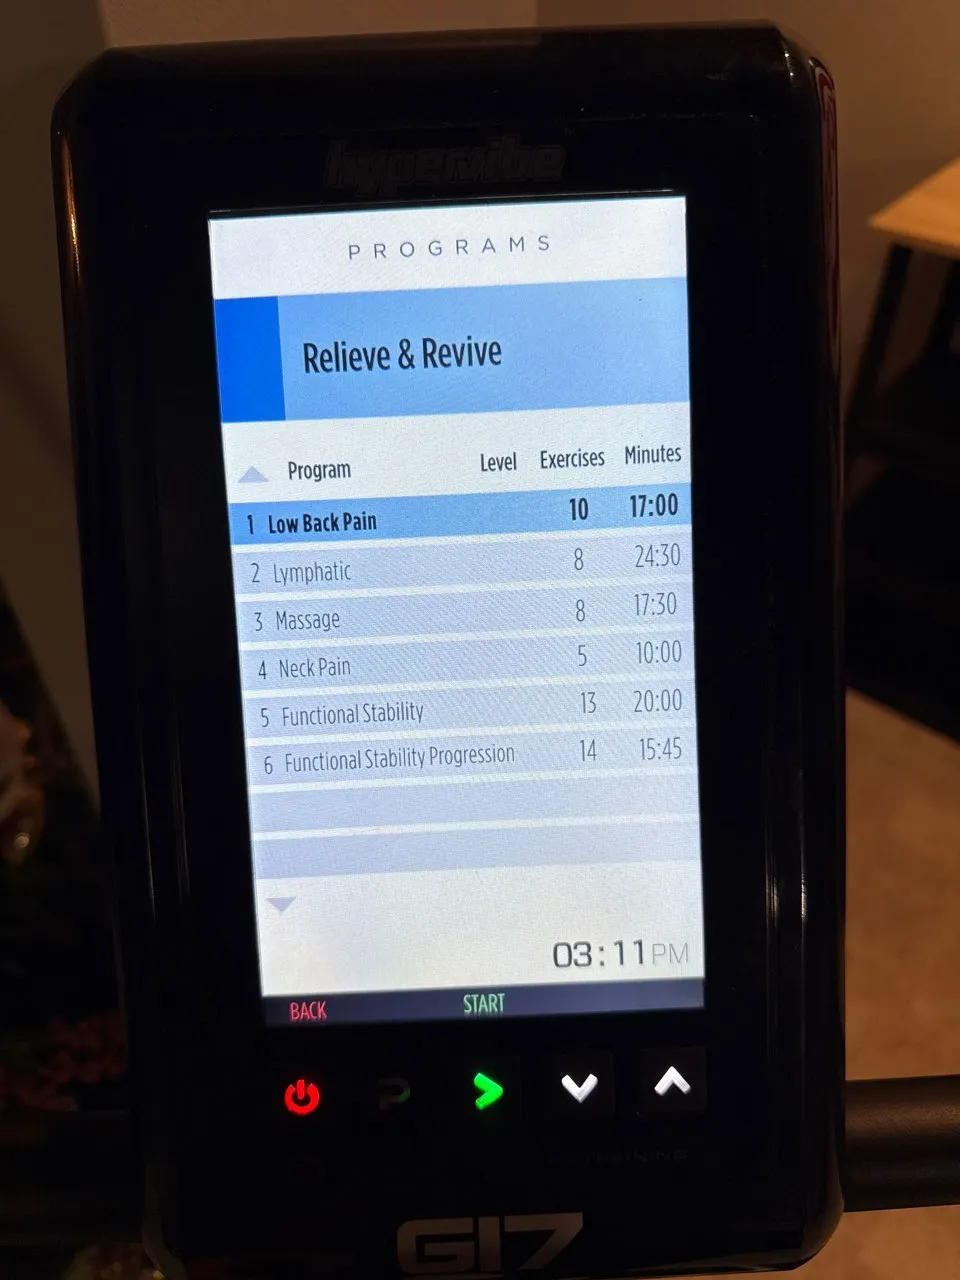 hypervibe
PROGRAMS
Relieve & Revive
Program Level Exercises Minutes
1 Low Back Pain 10 17:00
2 Lymphatic 8 24:30
3 Massage 8 17:30
4 Neck Pain 5 10:00
5 Functional Stability 13 20:00
6 Functional Stability Progression 14 15:45
03:11 PM
BACK START
G17